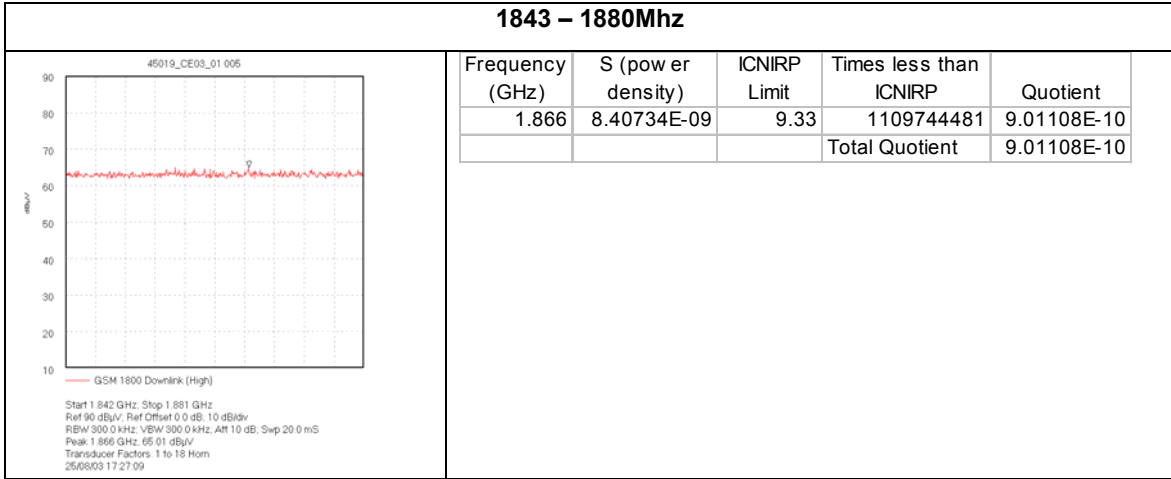 1843 – 1880Mhz
45019_CE03_01 005
90
80
70
60
50
40
30
20
10
dBµV
GSM 1800 Downlink (High)
Start 1.842 GHz; Stop 1.881 GHz
Ref 90 dBµV; Ref Offset 0.0 dB; 10 dB/div
RBW 300.0 kHz; VBW 300.0 kHz; Att 10 dB; Swp 20.0 mS
Peak 1.866 GHz, 65.01 dBµV
Transducer Factors: 1 to 18 Horn
25/08/03 17:27:09
Frequency (GHz) S (pow er density) ICNIRP Limit Times less than ICNIRP Quotient
1.866 8.40734E-09 9.33 1109744481 9.01108E-10
Total Quotient 9.01108E-10